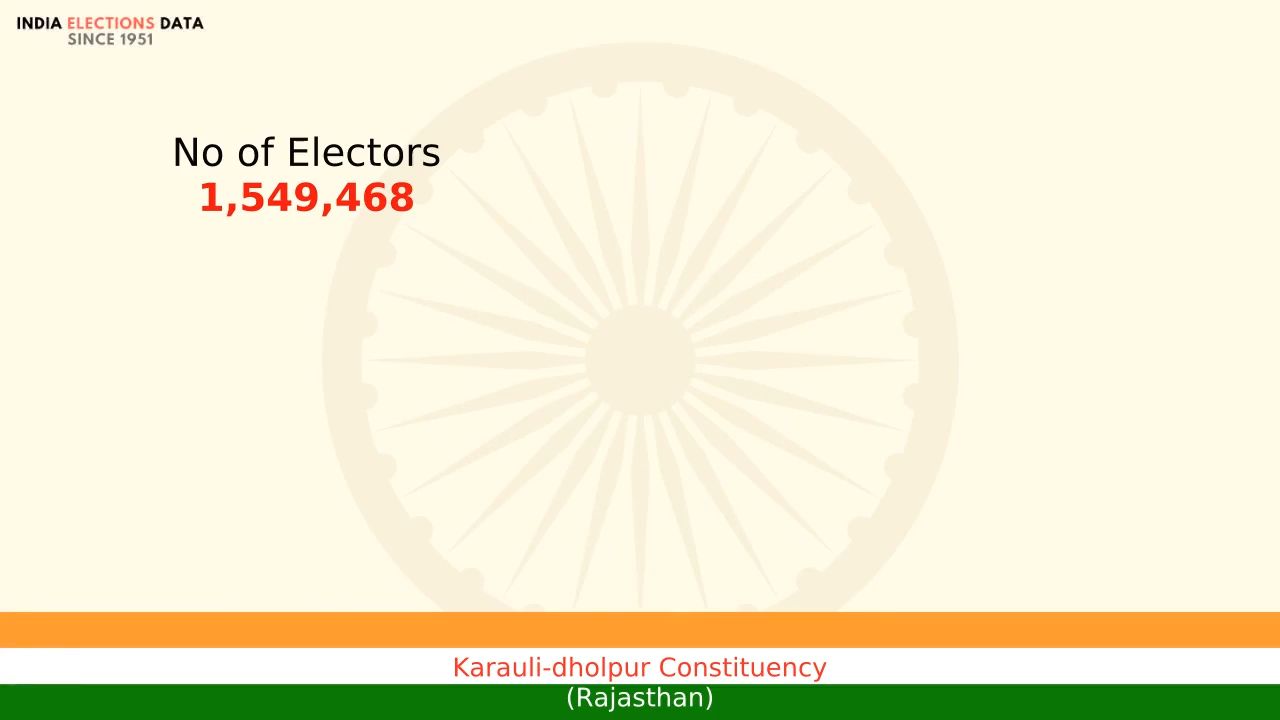 INDIA ELECTIONS DATA
SINCE 1951
No of Electors
1,549,468
Karauli-dholpur Constituency
(Rajasthan)